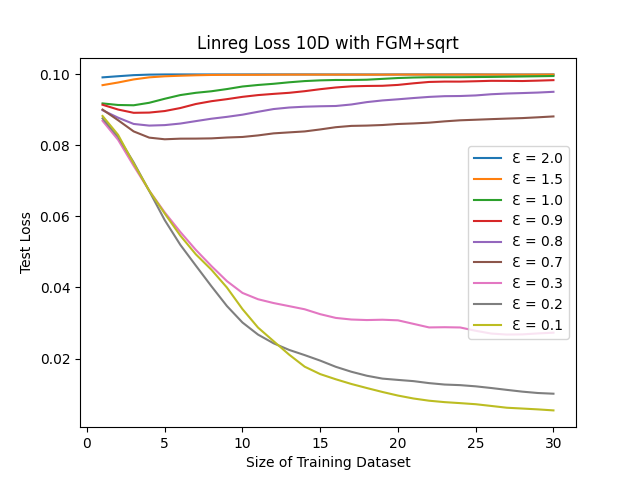 Linreg Loss 10D with FGM+sqrt
Test Loss
0.10
0.08
0.06
0.04
0.02
Ɛ = 2.0
Ɛ = 1.5
Ɛ = 1.0
Ɛ = 0.9
Ɛ = 0.8
Ɛ = 0.7
Ɛ = 0.3
Ɛ = 0.2
Ɛ = 0.1
0 5 10 15 20 25 30
Size of Training Dataset